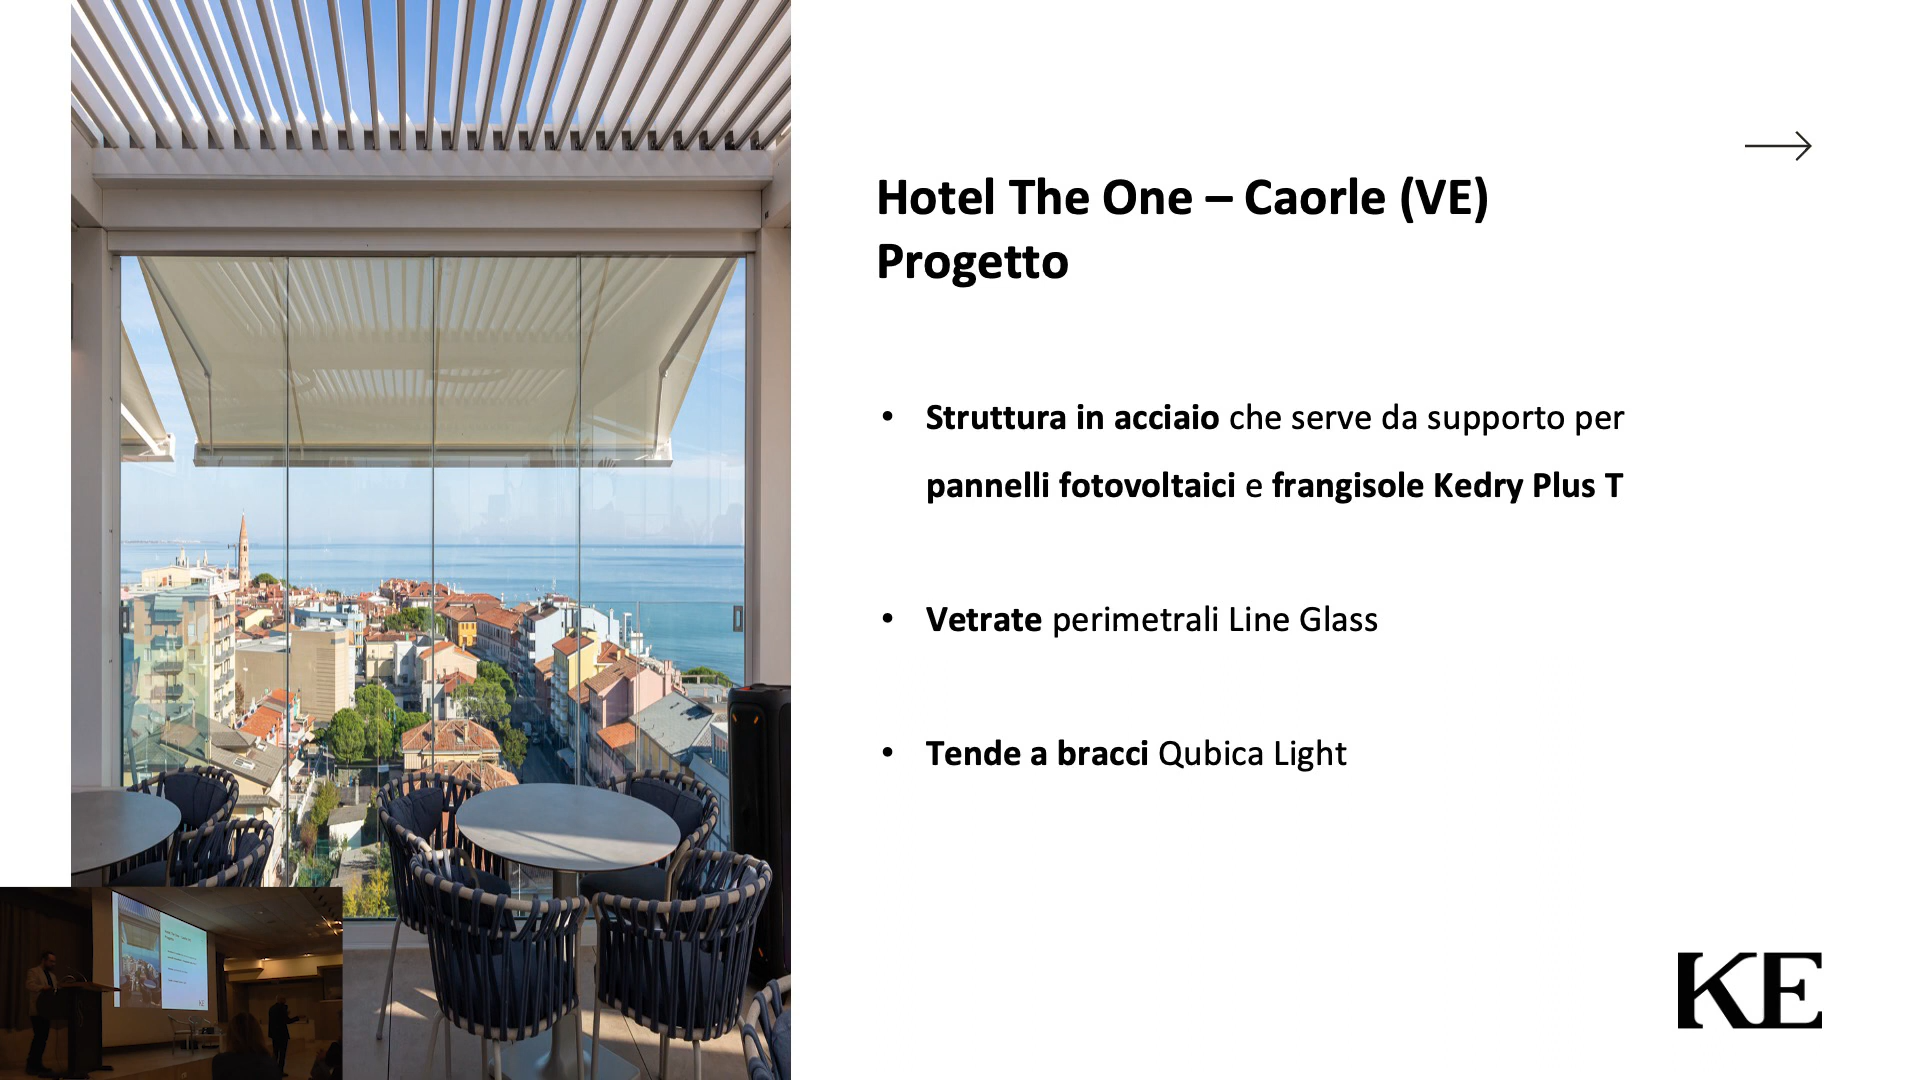 Hotel The One – Caorle (VE)
Progetto
• Struttura in acciaio che serve da supporto per
pannelli fotovoltaici e frangisole Kedry Plus T
• Vetrate perimetrali Line Glass
• Tende a bracci Qubica Light
KE